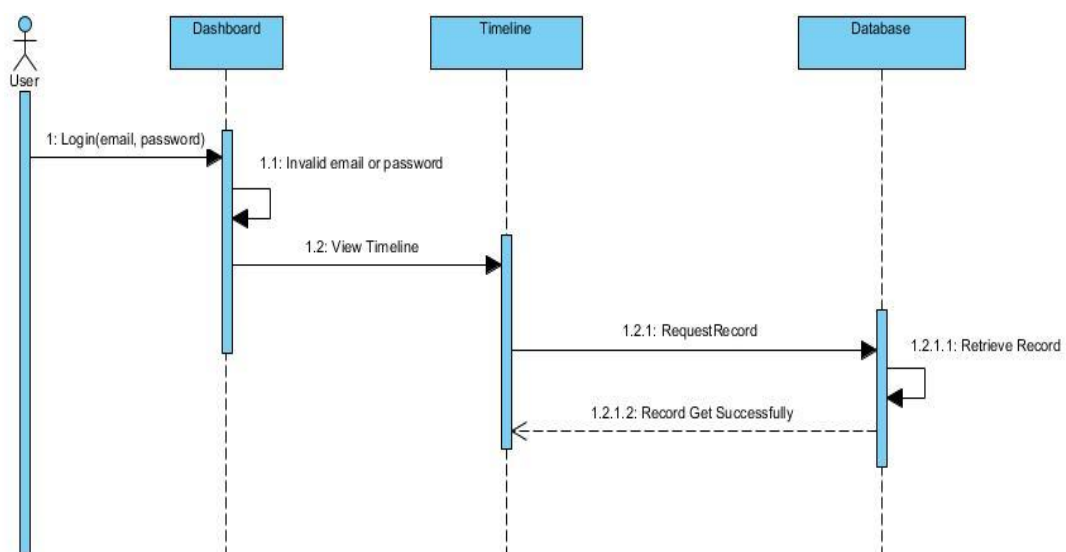 Dashboard
Timeline
Database
User
1: Login(email, password)
1.1: Invalid email or password
1.2: View Timeline
1.2.1: RequestRecord
1.2.1.1: Retrieve Record
1.2.1.2: Record Get Successfully